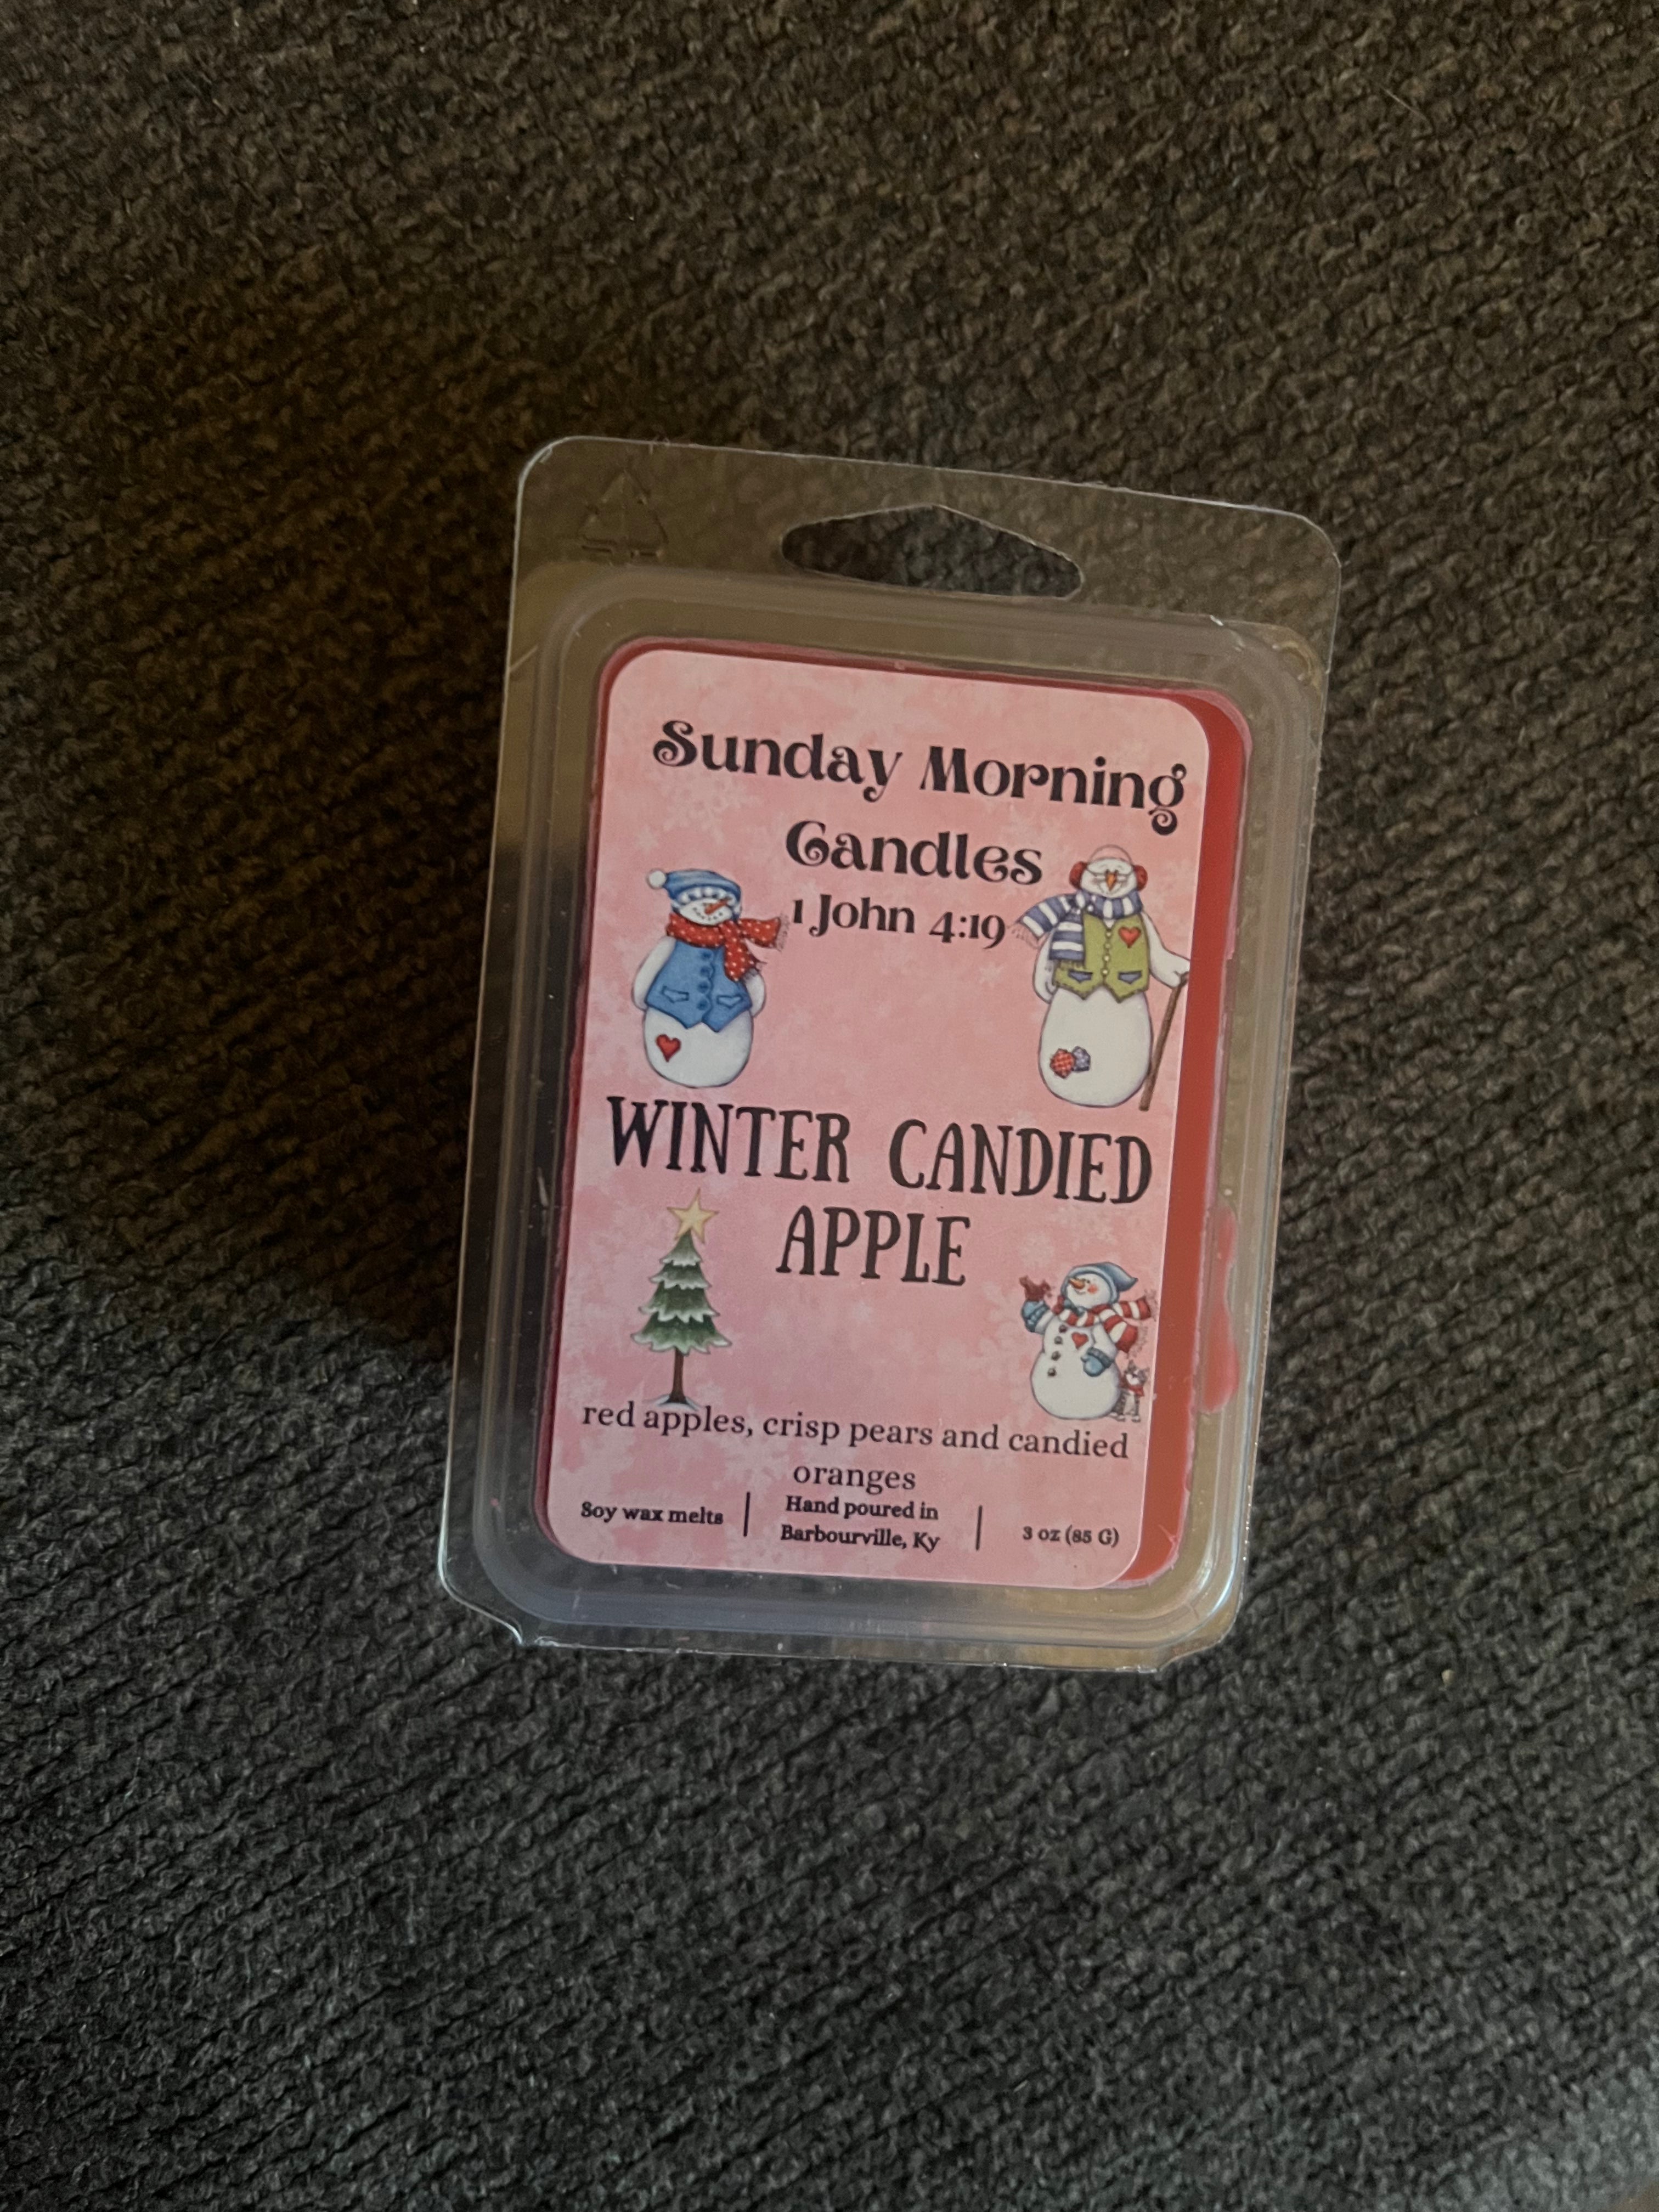 Sunday Morning
Candles
1 John 4:19
WINTER CANDIED
APPLE
red apples, crisp pears and candied
oranges
Soy wax melts
Hand poured in
Barbourville, Ky
3 oz (85 G)